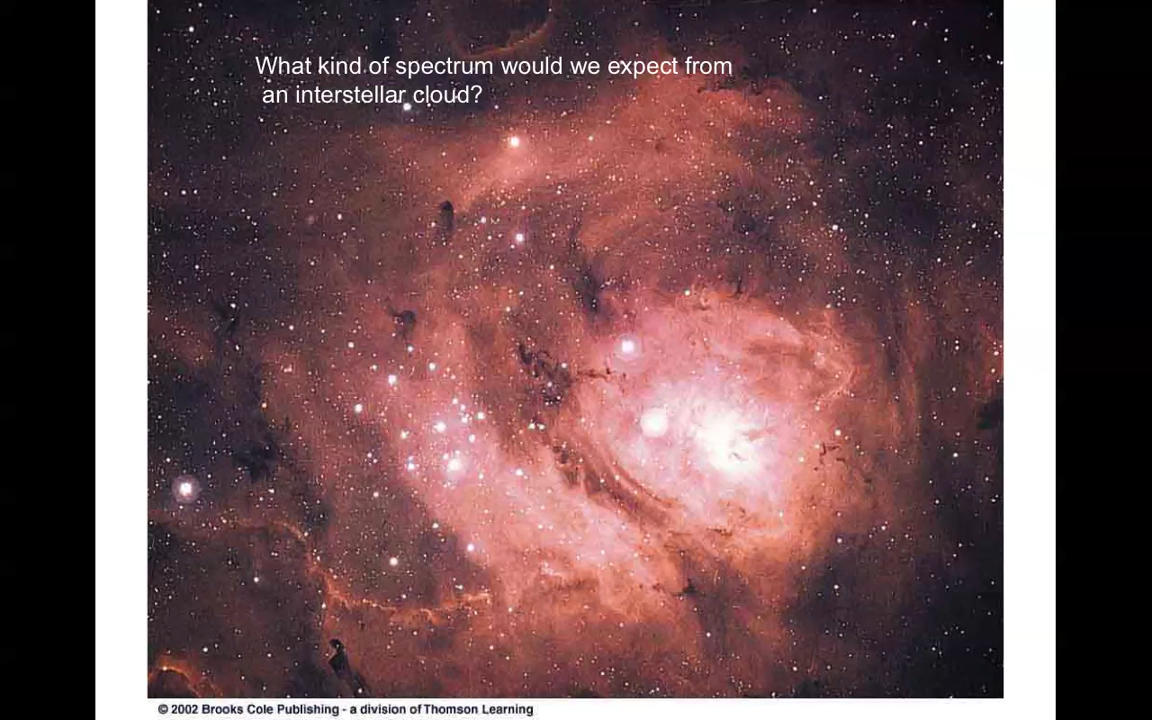 What kind of spectrum would we expect from
an interstellar cloud?
© 2002 Brooks Cole Publishing - a division of Thomson Learning